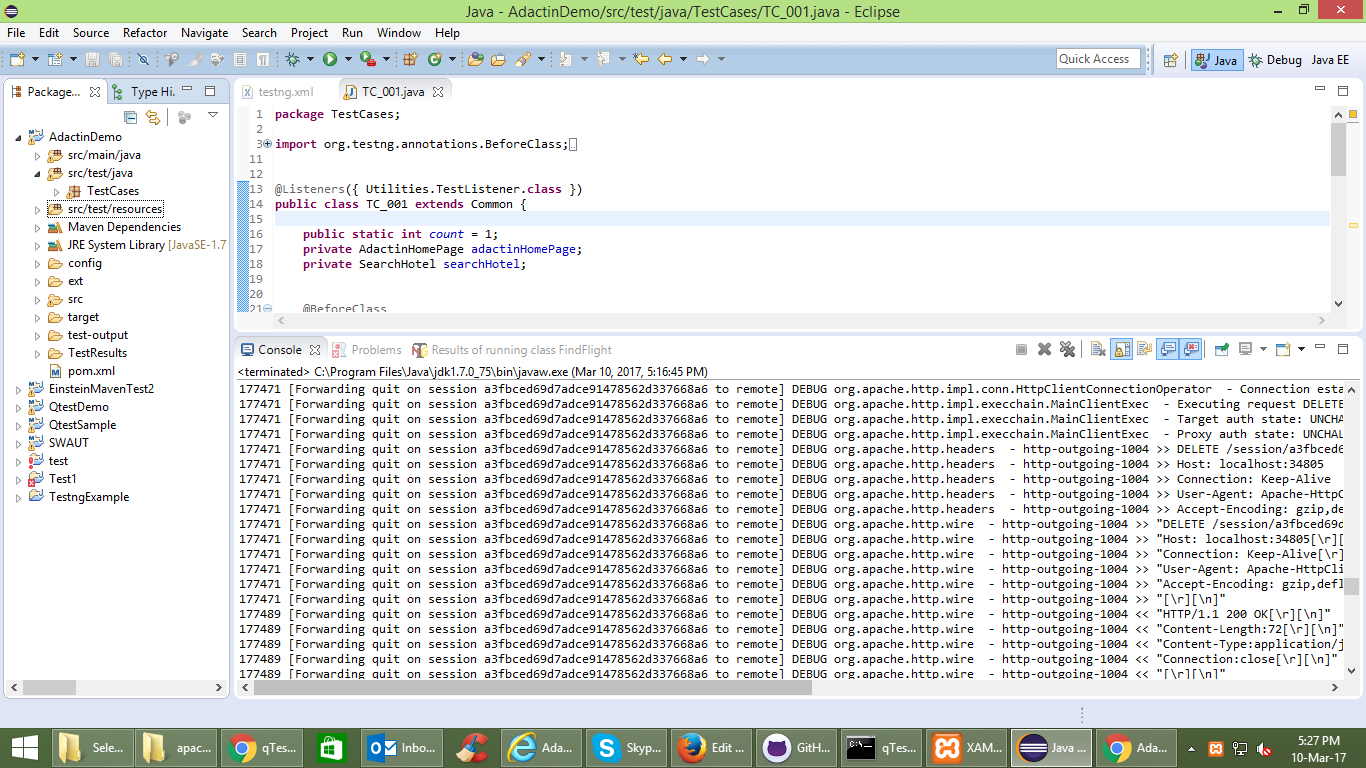 Java - AdactinDemo/src/test/java/TestCases/TC_001.java - Eclipse
File Edit Source Refactor Navigate Search Project Run Window Help
Quick Access Java Debug Java EE
Package... Type Hi.
AdactinDemo
src/main/java
src/test/java
TestCases
src/test/resources
Maven Dependencies
JRE System Library [JavaSE-1.7
config
ext
src
target
test-output
TestResults
pom.xml
EinsteinMavenTest2
QtestDemo
QtestSample
SWAUT
test
Test1
TestngExample
testng.xml TC_001.java
1 package TestCases;
2
3 import org.testng.annotations.BeforeClass;
11
12
13 @Listeners({ Utilities.TestListener.class })
14 public class TC_001 extends Common {
15
16 public static int count = 1;
17 private AdactinHomePage adactinHomePage;
18 private SearchHotel searchHotel;
19
20
21 @BeforeClass
Console Problems Results of running class FindFlight
<terminated> C:\Program Files\Java\jdk1.7.0_75\bin\javaw.exe (Mar 10, 2017, 5:16:45 PM)
177471 [Forwarding quit on session a3fbced69d7adce91478562d337668a6 to remote] DEBUG org.apache.http.impl.conn.HttpClientConnectionOperator - Connection esta
177471 [Forwarding quit on session a3fbced69d7adce91478562d337668a6 to remote] DEBUG org.apache.http.impl.execchain.MainClientExec - Executing request DELETE
177471 [Forwarding quit on session a3fbced69d7adce91478562d337668a6 to remote] DEBUG org.apache.http.impl.execchain.MainClientExec - Target auth state: UNCHA
177471 [Forwarding quit on session a3fbced69d7adce91478562d337668a6 to remote] DEBUG org.apache.http.impl.execchain.MainClientExec - Proxy auth state: UNCHAL
177471 [Forwarding quit on session a3fbced69d7adce91478562d337668a6 to remote] DEBUG org.apache.http.headers - http-outgoing-1004 >> DELETE /session/a3fbced6
177471 [Forwarding quit on session a3fbced69d7adce91478562d337668a6 to remote] DEBUG org.apache.http.headers - http-outgoing-1004 >> Host: localhost:34805
177471 [Forwarding quit on session a3fbced69d7adce91478562d337668a6 to remote] DEBUG org.apache.http.headers - http-outgoing-1004 >> Connection: Keep-Alive
177471 [Forwarding quit on session a3fbced69d7adce91478562d337668a6 to remote] DEBUG org.apache.http.headers - http-outgoing-1004 >> User-Agent: Apache-HttpC
177471 [Forwarding quit on session a3fbced69d7adce91478562d337668a6 to remote] DEBUG org.apache.http.headers - http-outgoing-1004 >> Accept-Encoding: gzip,de
177471 [Forwarding quit on session a3fbced69d7adce91478562d337668a6 to remote] DEBUG org.apache.http.wire - http-outgoing-1004 >> "DELETE /session/a3fbced69d
177471 [Forwarding quit on session a3fbced69d7adce91478562d337668a6 to remote] DEBUG org.apache.http.wire - http-outgoing-1004 >> "Host: localhost:34805[\r][
177471 [Forwarding quit on session a3fbced69d7adce91478562d337668a6 to remote] DEBUG org.apache.http.wire - http-outgoing-1004 >> "Connection: Keep-Alive[\r]
177471 [Forwarding quit on session a3fbced69d7adce91478562d337668a6 to remote] DEBUG org.apache.http.wire - http-outgoing-1004 >> "User-Agent: Apache-HttpCli
177471 [Forwarding quit on session a3fbced69d7adce91478562d337668a6 to remote] DEBUG org.apache.http.wire - http-outgoing-1004 >> "Accept-Encoding: gzip,defl
177471 [Forwarding quit on session a3fbced69d7adce91478562d337668a6 to remote] DEBUG org.apache.http.wire - http-outgoing-1004 >> "[\r][\n]"
177489 [Forwarding quit on session a3fbced69d7adce91478562d337668a6 to remote] DEBUG org.apache.http.wire - http-outgoing-1004 << "HTTP/1.1 200 OK[\r][\n]"
177489 [Forwarding quit on session a3fbced69d7adce91478562d337668a6 to remote] DEBUG org.apache.http.wire - http-outgoing-1004 << "Content-Length:72[\r][\n]"
177489 [Forwarding quit on session a3fbced69d7adce91478562d337668a6 to remote] DEBUG org.apache.http.wire - http-outgoing-1004 << "Content-Type:application/j
177489 [Forwarding quit on session a3fbced69d7adce91478562d337668a6 to remote] DEBUG org.apache.http.wire - http-outgoing-1004 << "Connection:close[\r][\n]"
177489 [Forwarding quit on session a3fbced69d7adce91478562d337668a6 to remote] DEBUG org.apache.http.wire - http-outgoing-1004 << "[\r][\n]"
Sele... apac... qTes... Inbo... Ada... Skyp... Edit ... GitH... qTes... XAM... Java ... Ada... 5:27 PM
10-Mar-17